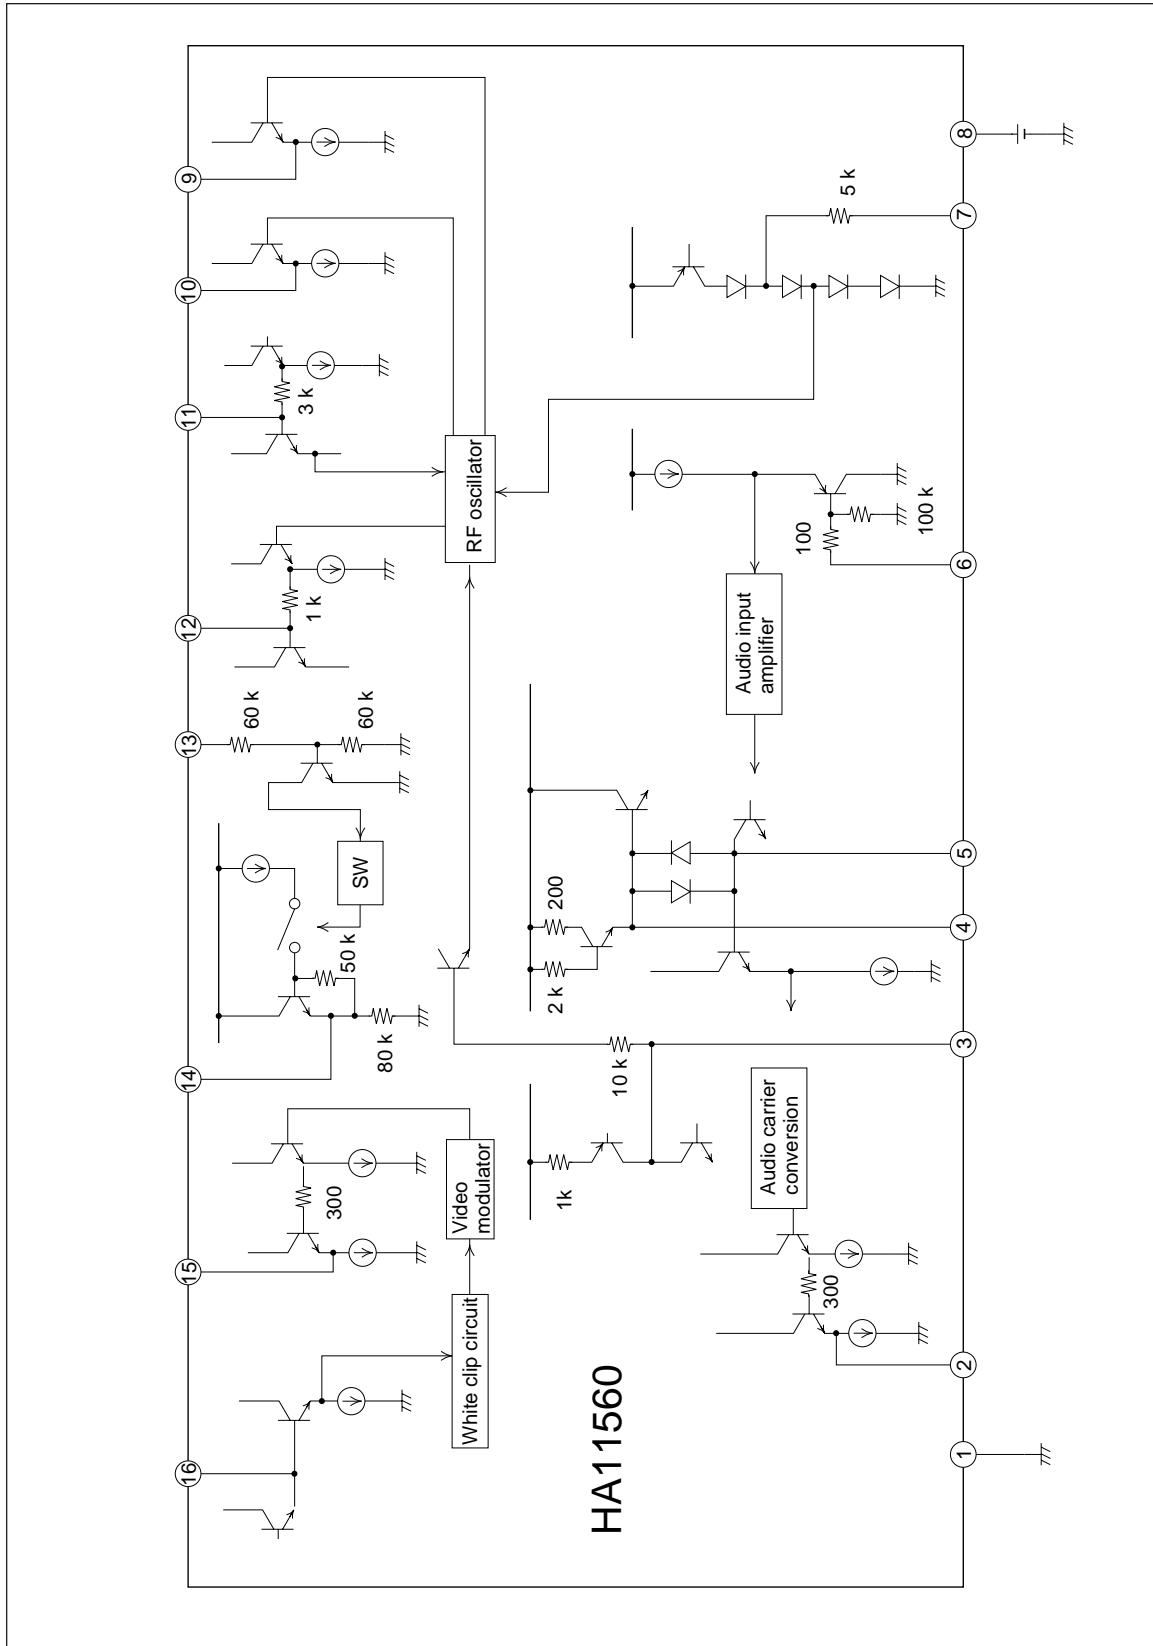 16
15
14
13
12
11
10
9
300
50 k
80 k
SW
60 k
60 k
1 k
3 k
White clip circuit
Video
modulator
RF oscillator
HA11560
1k
10 k
2 k
200
Audio carrier
conversion
300
Audio input
amplifier
100
100 k
5 k
1
2
3
4
5
6
7
8